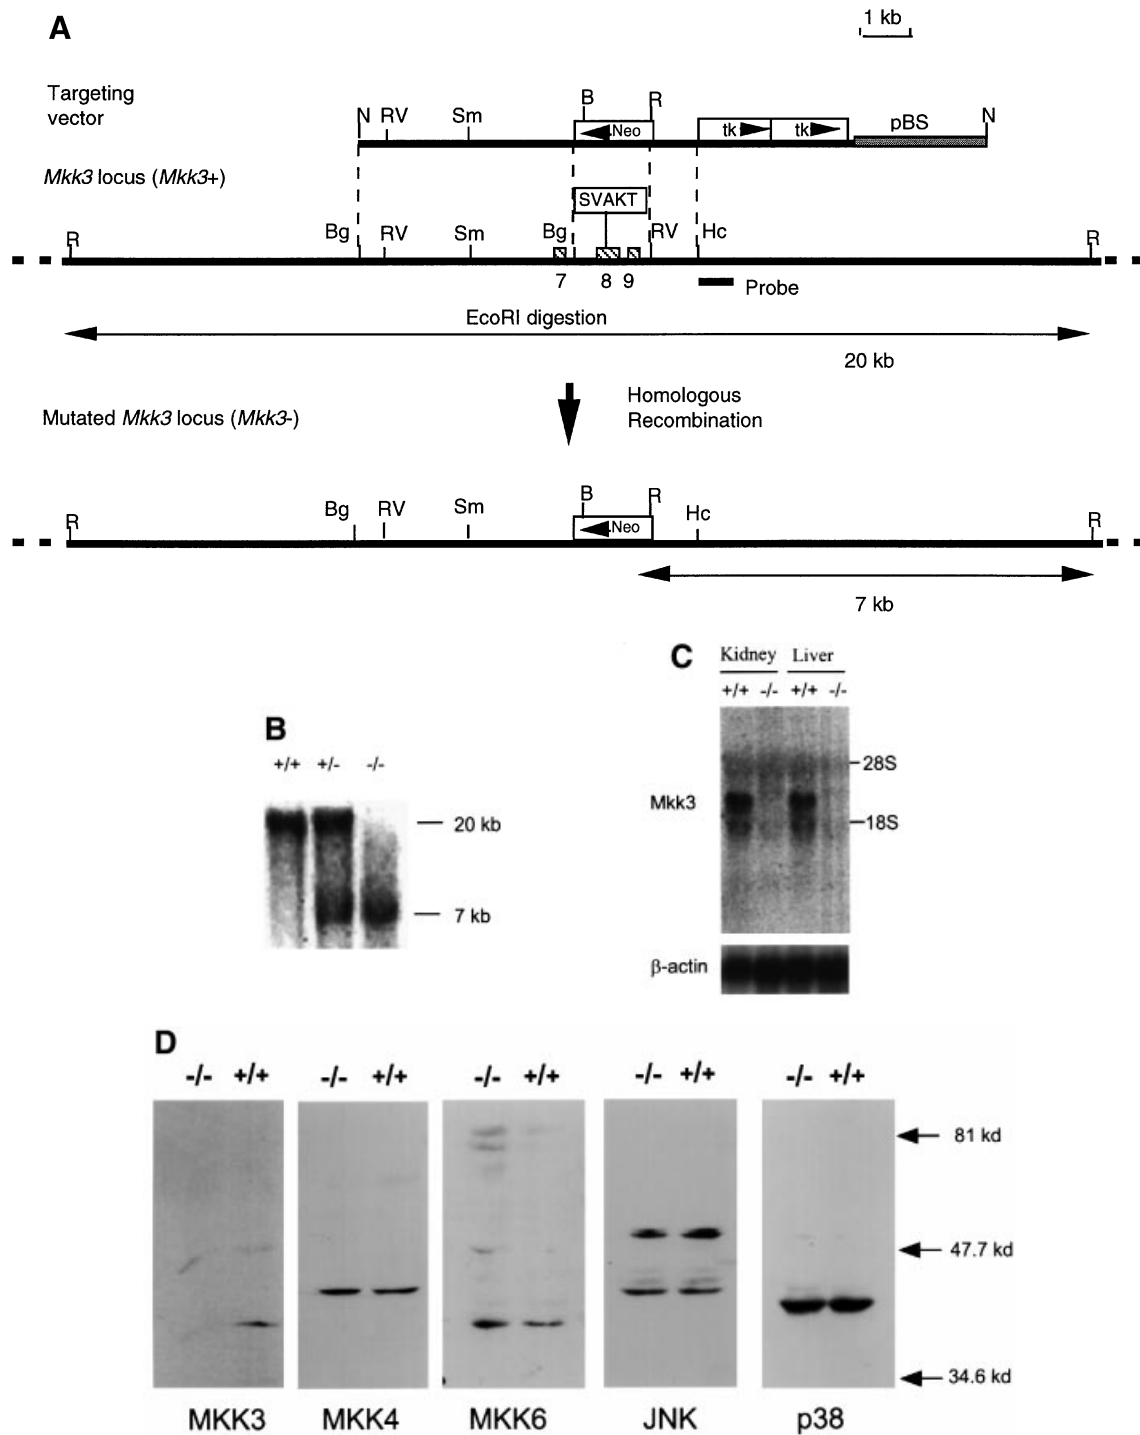 A
1 kb
Targeting
vector
N RV Sm B R N
Neo tk tk pBS
Mkk3 locus (Mkk3+)
SVAKT
R Bg RV Sm Bg RV Hc R
7 8 9
Probe
EcoRI digestion
20 kb
Homologous
Recombination
Mutated Mkk3 locus (Mkk3-)
R Bg RV Sm B R Hc R
Neo
7 kb
C
Kidney Liver
+/+ -/- +/+ -/-
28S
Mkk3
18S
β-actin
B
+/+ +/- -/-
20 kb
7 kb
D
-/- +/+ -/- +/+ -/- +/+ -/- +/+ -/- +/+
81 kd
47.7 kd
34.6 kd
MKK3 MKK4 MKK6 JNK p38